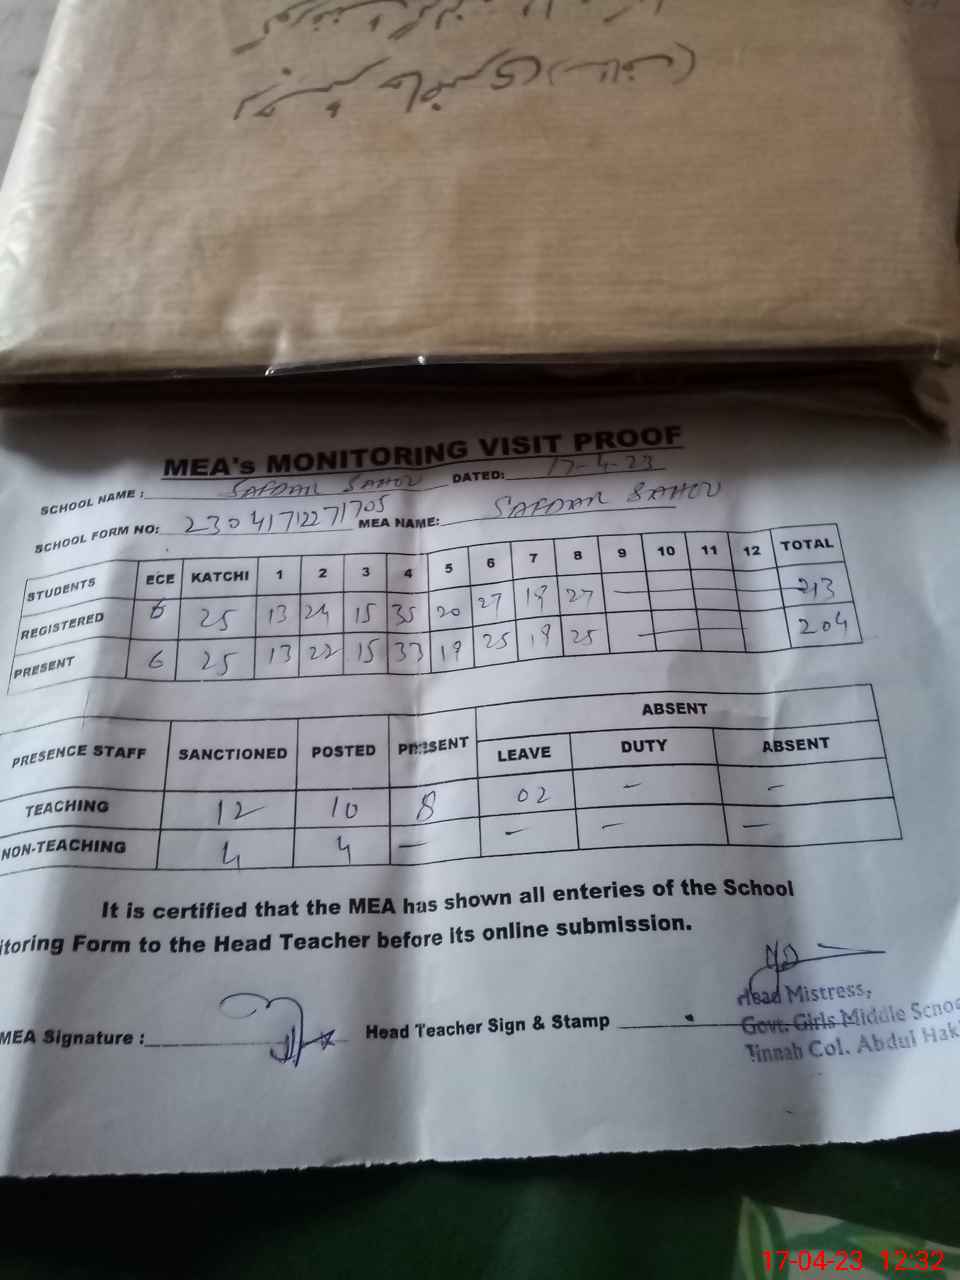 MEA's MONITORING VISIT PROOF
SCHOOL NAME : SAFDAR SAHOU DATED: 17-4-23
SCHOOL FORM NO: 23041712271705 MEA NAME: SAFDAR SAHOU
STUDENTS ECE KATCHI 1 2 3 4 5 6 7 8 9 10 11 12 TOTAL
REGISTERED 6 25 13 24 15 35 20 27 19 27 — 213
PRESENT 6 25 13 22 15 33 19 25 19 25 — 204
ABSENT
PRESENCE STAFF SANCTIONED POSTED PRESENT LEAVE DUTY ABSENT
TEACHING 12 10 8 02 — —
NON-TEACHING 4 4 — — — —
It is certified that the MEA has shown all enteries of the School
itoring Form to the Head Teacher before its online submission.
MEA Signature : Head Teacher Sign & Stamp
Head Mistress,
Govt. Girls Middle Schoo
Jinnah Col. Abdul Hak
17-04-23 12:32